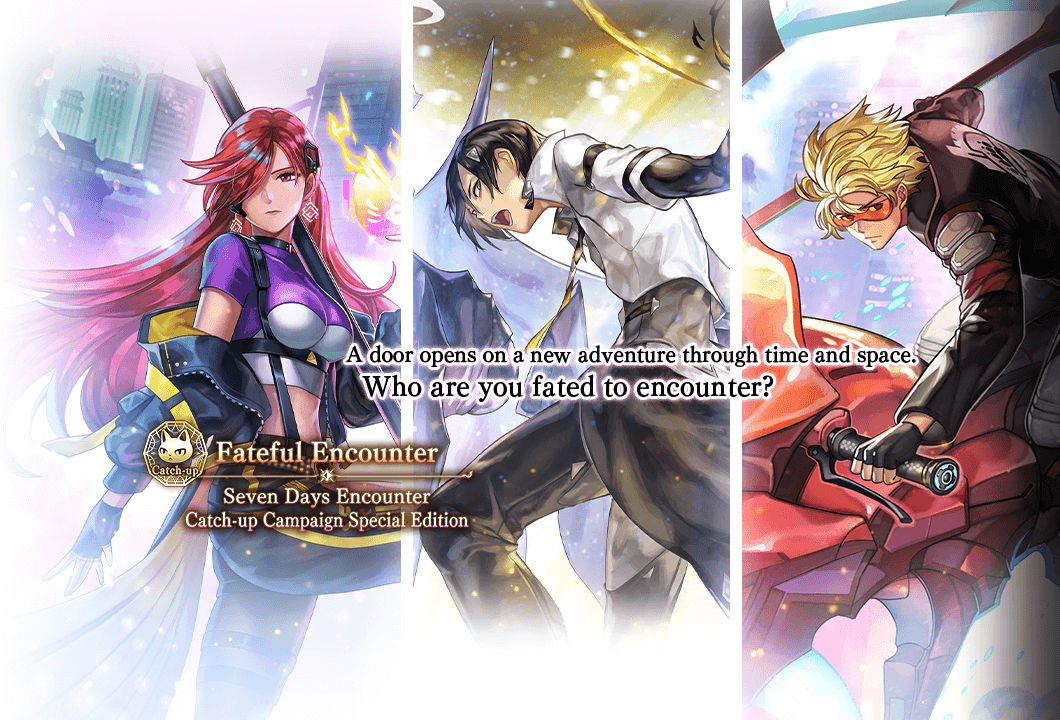 A door opens on a new adventure through time and space.
Who are you fated to encounter?
Catch-up
Fateful Encounter
Seven Days Encounter
Catch-up Campaign Special Edition